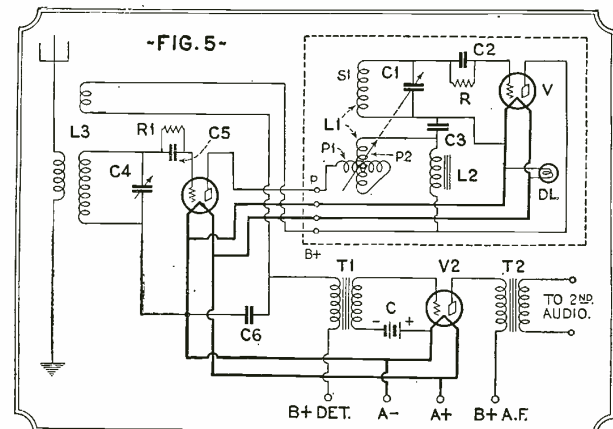 ~FIG. 5~
C2
C1
S1
R
V
L3
R1
C5
L1
C3
C4
P1
P2
L2
P
DL.
B+
T1
V2
T2
- C +
TO 2ND.
AUDIO.
C6
B+ DET.
A-
A+
B+ A.F.